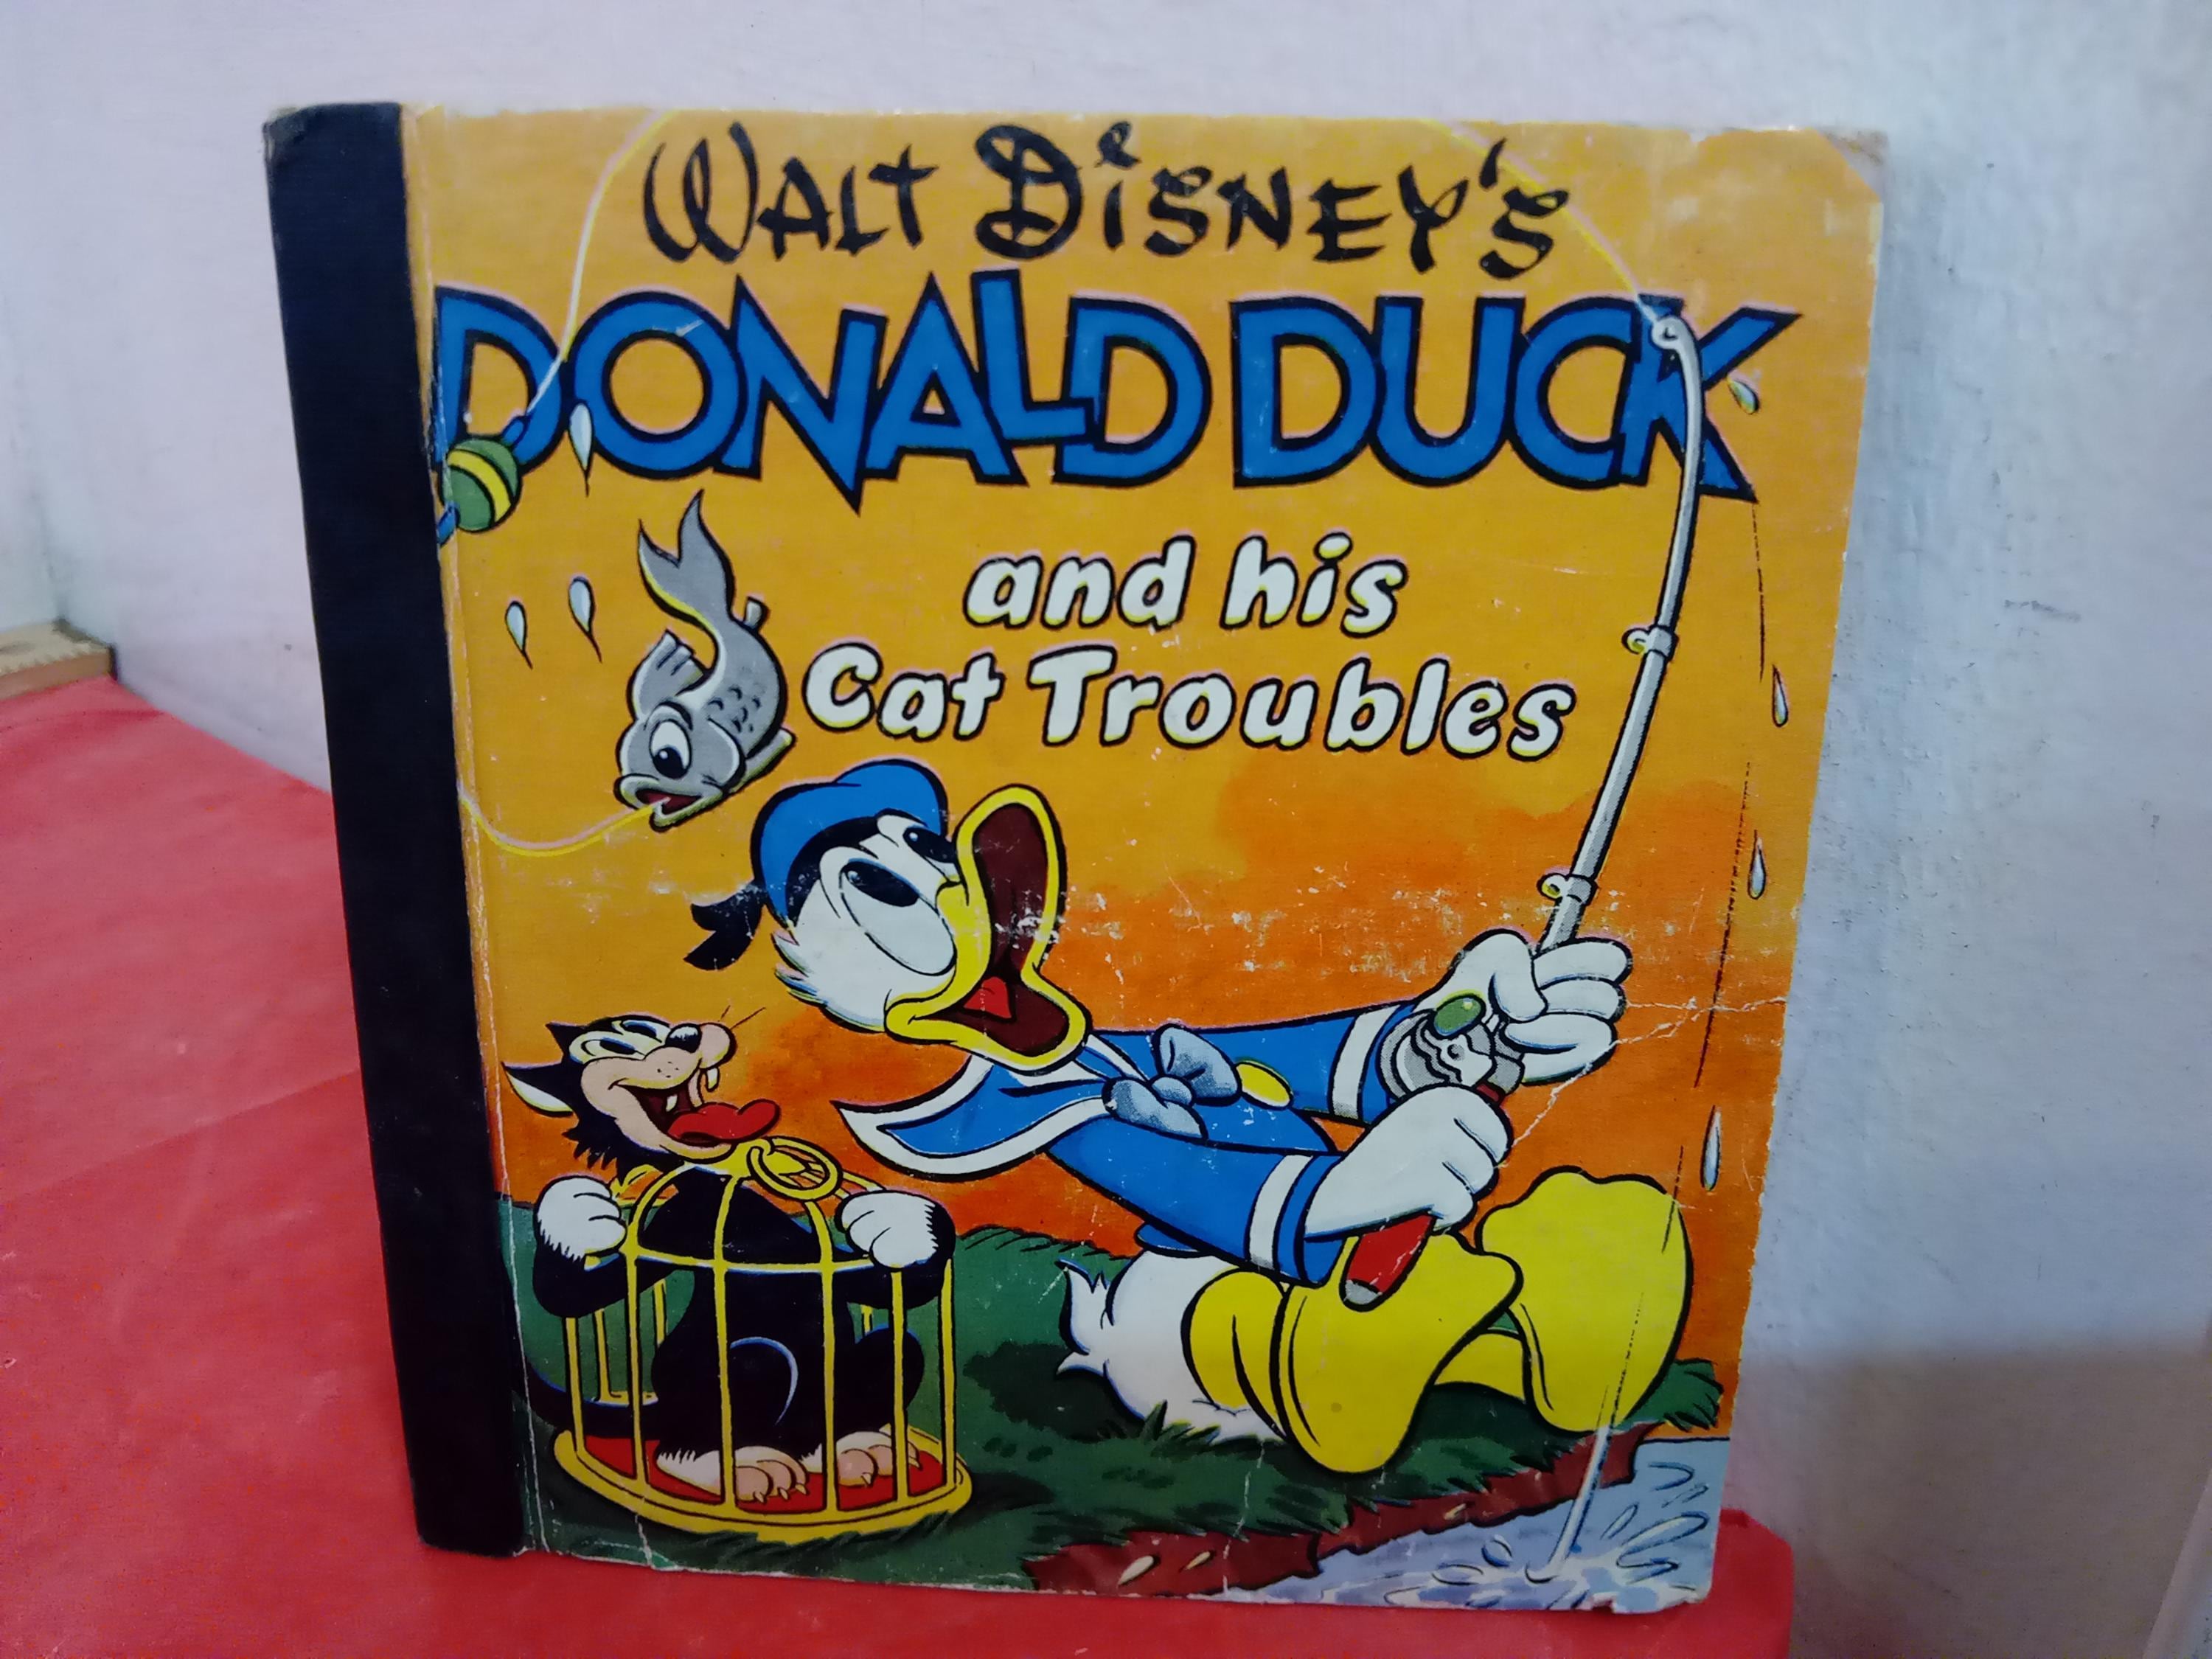 WALT DISNEY'S
DONALD DUCK
and his
Cat Troubles